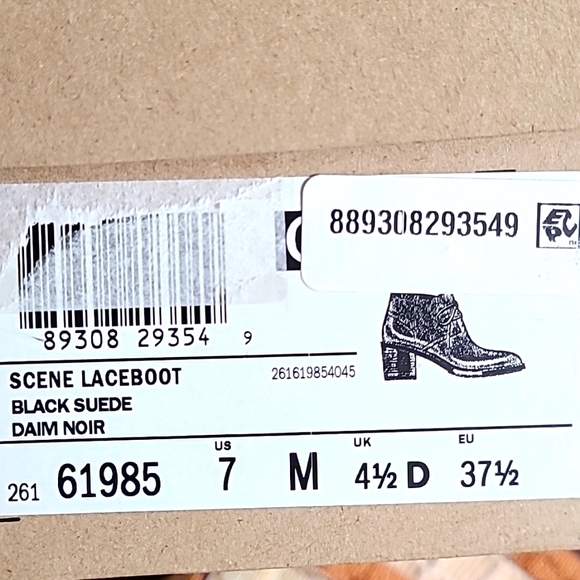 889308293549
89308 29354 9
SCENE LACEBOOT 261619854045
BLACK SUEDE
DAIM NOIR
US UK EU
261 61985 7 M 4½ D 37½